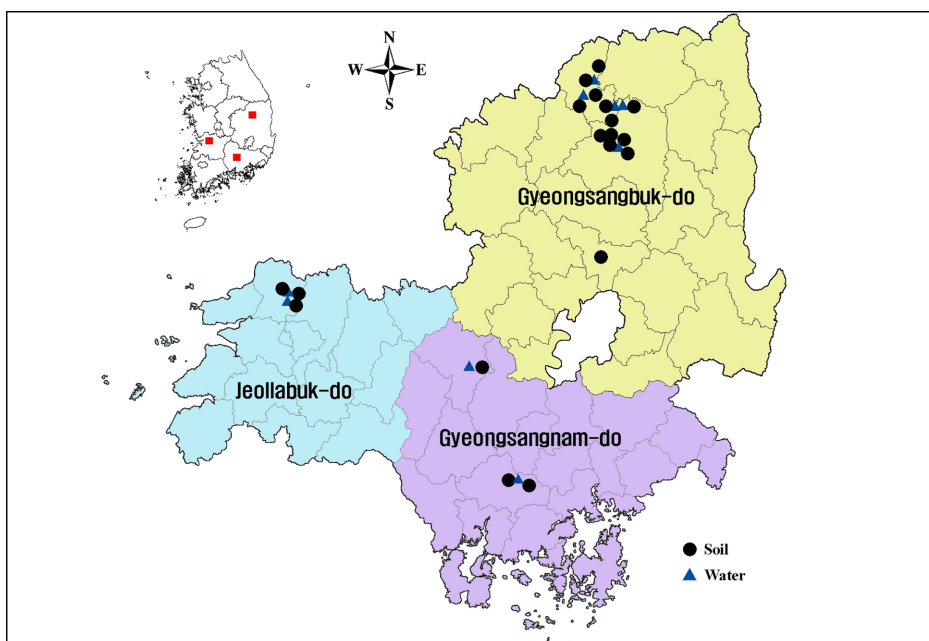 N
W E
S
Gyeongsangbuk-do
Jeollabuk-do
Gyeongsangnam-do
Soil
Water